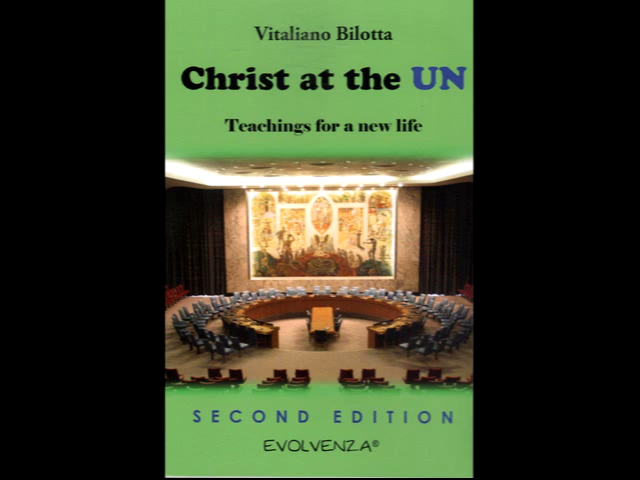 Vitaliano Bilotta
Christ at the UN
Teachings for a new life
SECOND EDITION
EVOLVENZA®